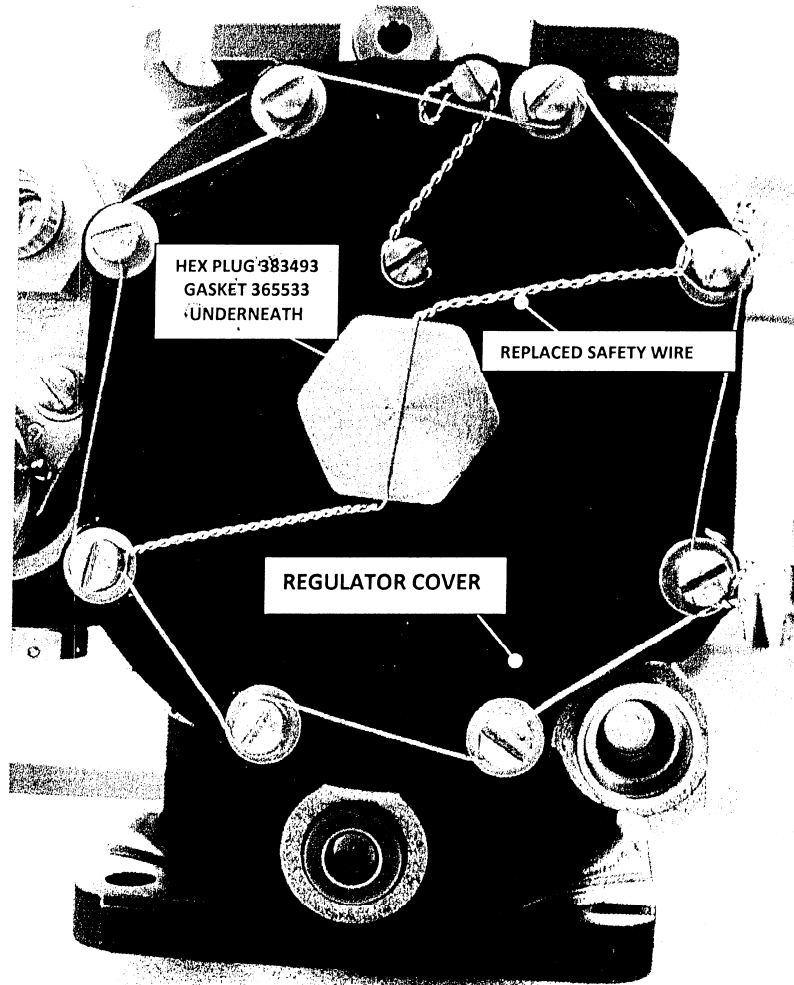 HEX PLUG 383493
GASKET 365533
UNDERNEATH
REPLACED SAFETY WIRE
REGULATOR COVER